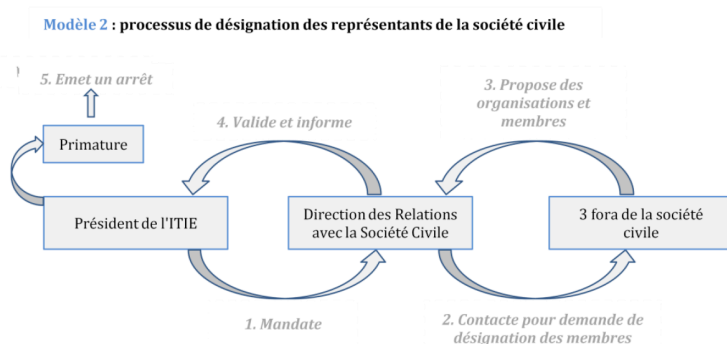 Modèle 2 : processus de désignation des représentants de la société civile
5. Emet un arrêt
3. Propose des
organisations et
membres
4. Valide et informe
Primature
Président de l'ITIE
Direction des Relations
avec la Société Civile
3 fora de la société
civile
1. Mandate
2. Contacte pour demande de
désignation des membres